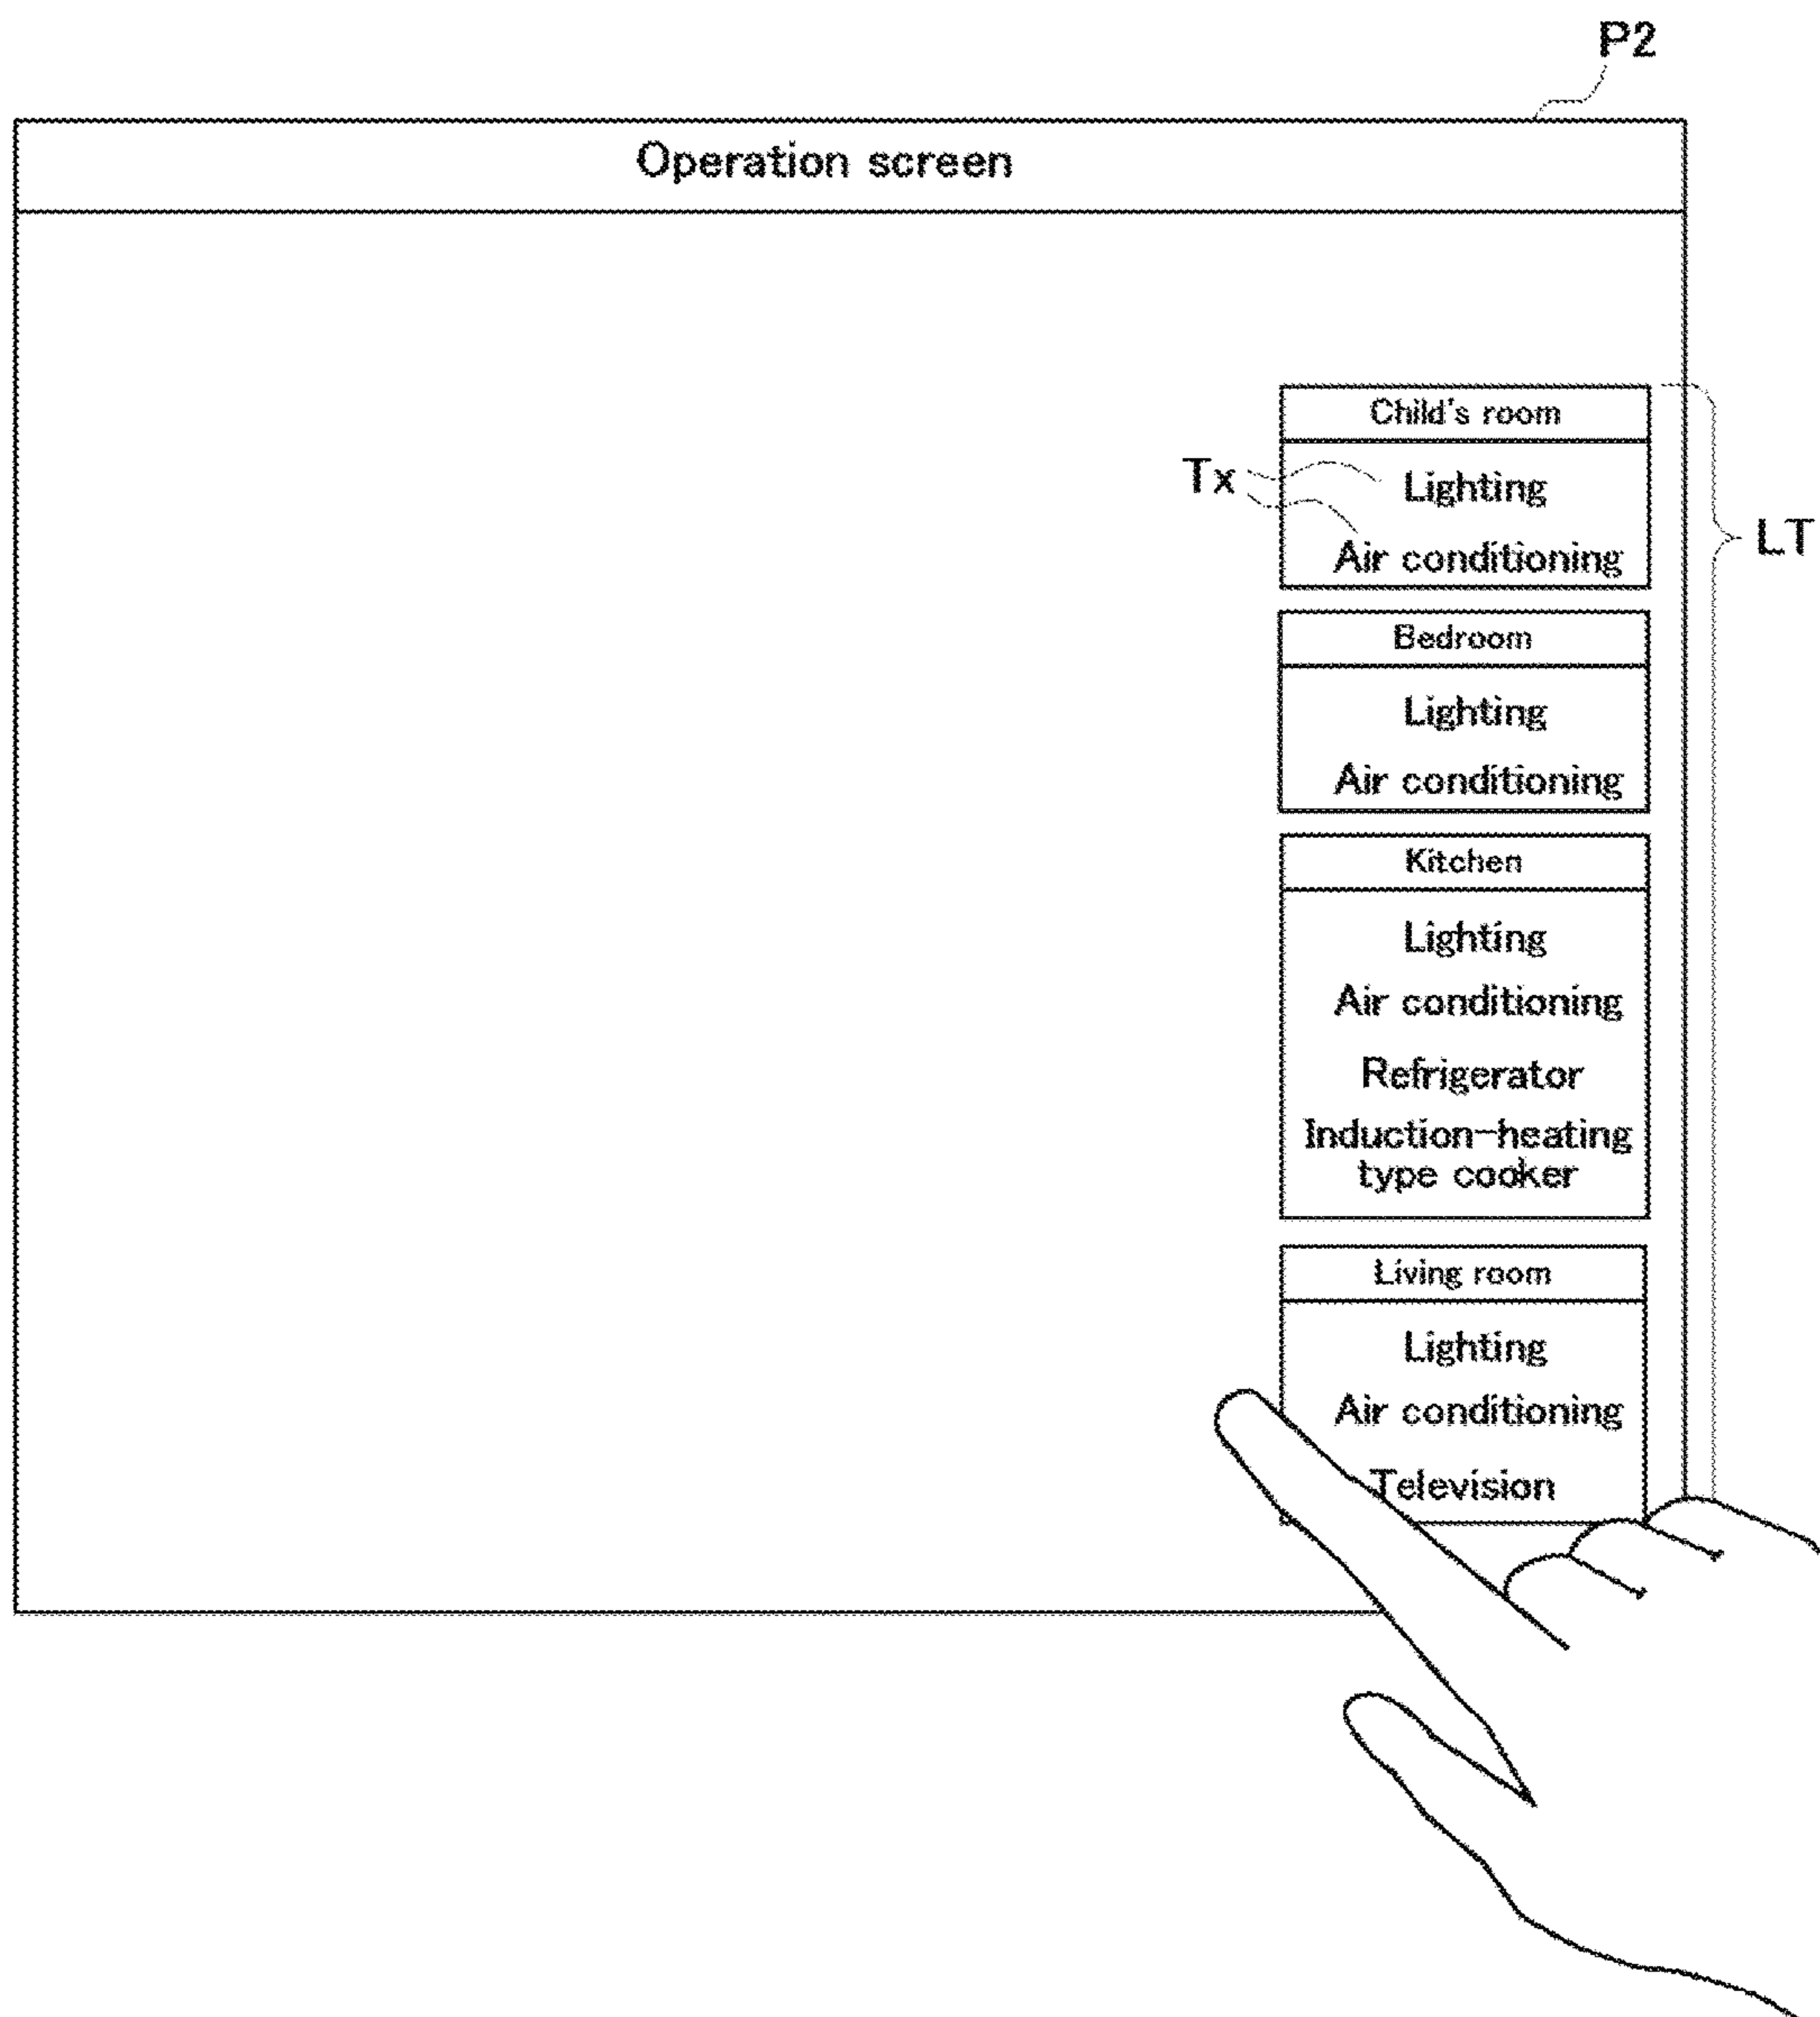 P2
Operation screen
Child's room
Tx
Lighting
Air conditioning
LT
Bedroom
Lighting
Air conditioning
Kitchen
Lighting
Air conditioning
Refrigerator
Induction-heating
type cooker
Living room
Lighting
Air conditioning
Television